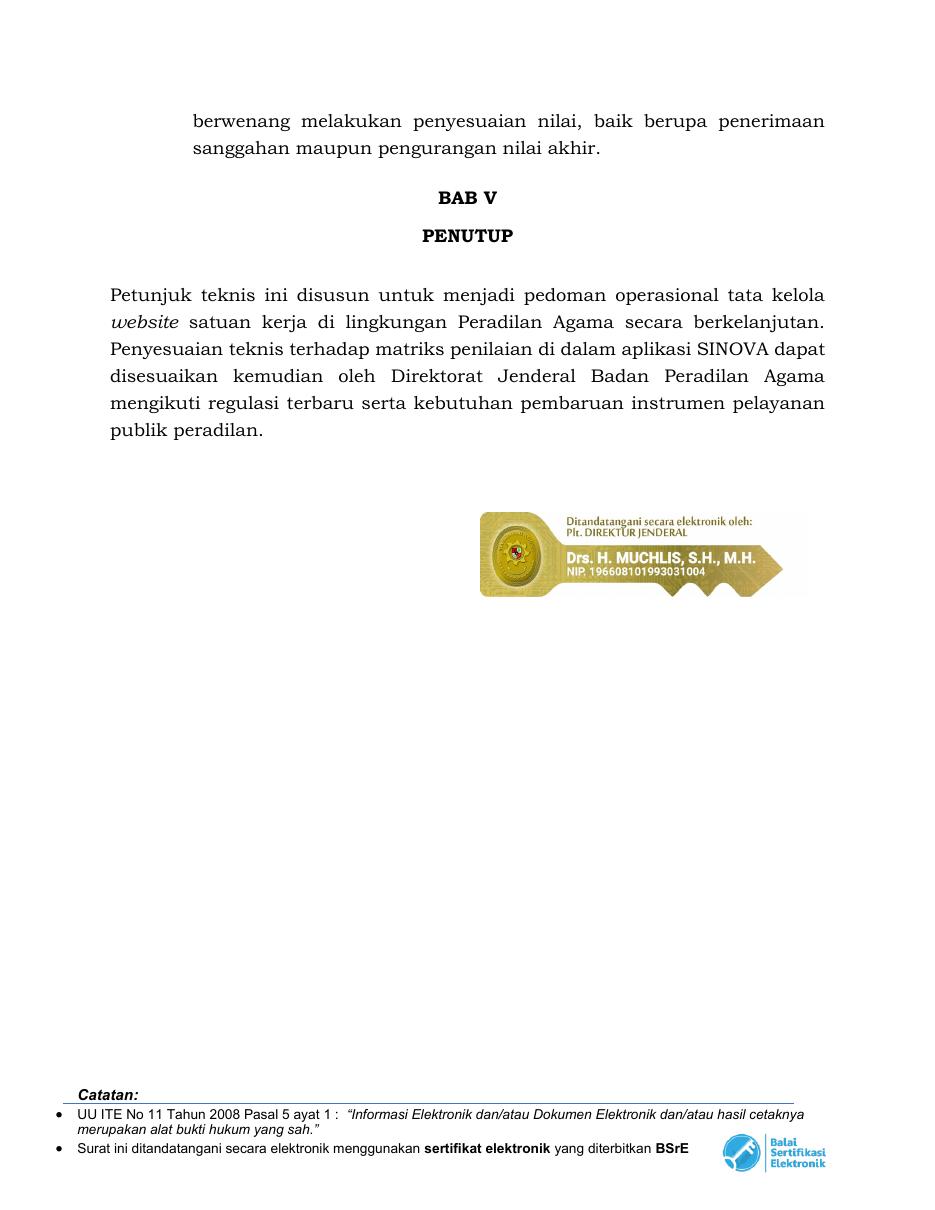 berwenang melakukan penyesuaian nilai, baik berupa penerimaan
sanggahan maupun pengurangan nilai akhir.
BAB V
PENUTUP
Petunjuk teknis ini disusun untuk menjadi pedoman operasional tata kelola
website satuan kerja di lingkungan Peradilan Agama secara berkelanjutan.
Penyesuaian teknis terhadap matriks penilaian di dalam aplikasi SINOVA dapat
disesuaikan kemudian oleh Direktorat Jenderal Badan Peradilan Agama
mengikuti regulasi terbaru serta kebutuhan pembaruan instrumen pelayanan
publik peradilan.
Ditandatangani secara elektronik oleh:
Plt. DIREKTUR JENDERAL
Drs. H. MUCHLIS, S.H., M.H.
NIP. 196608101993031004
Catatan:
• UU ITE No 11 Tahun 2008 Pasal 5 ayat 1 : “Informasi Elektronik dan/atau Dokumen Elektronik dan/atau hasil cetaknya
merupakan alat bukti hukum yang sah.”
• Surat ini ditandatangani secara elektronik menggunakan sertifikat elektronik yang diterbitkan BSrE
Balai
Sertifikasi
Elektronik